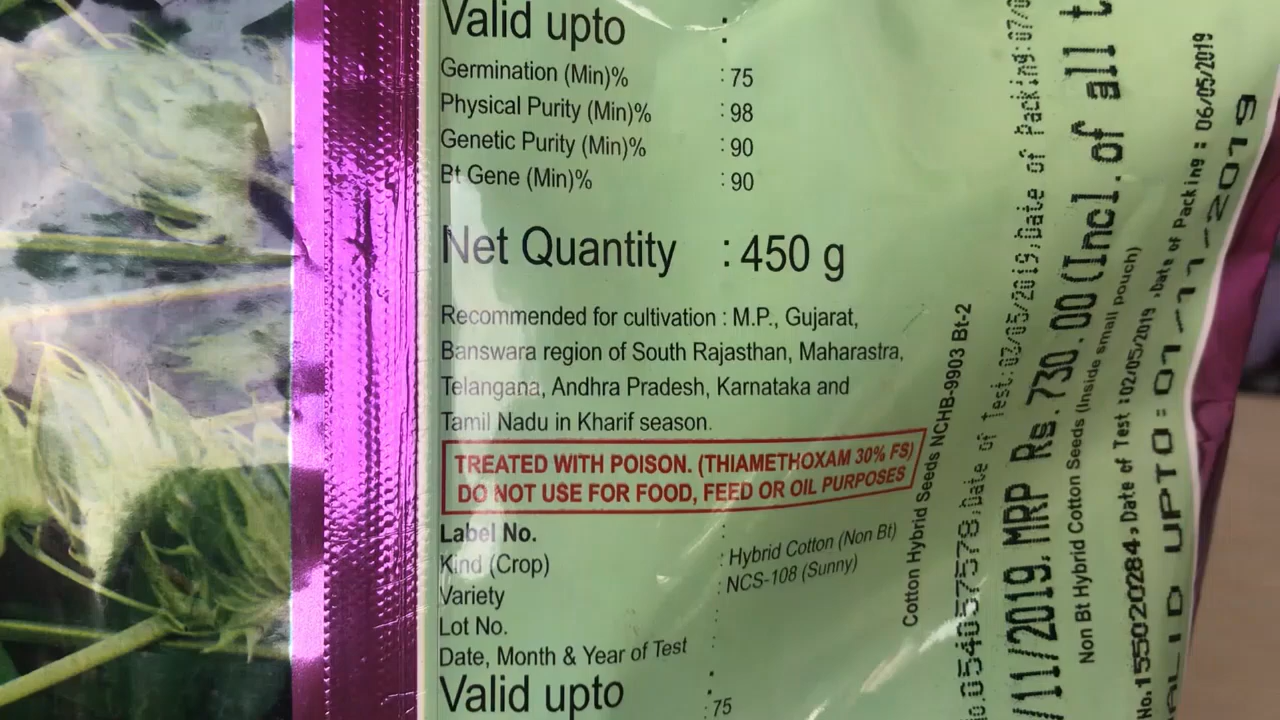 Valid upto :
Germination (Min)% : 75
Physical Purity (Min)% : 98
Genetic Purity (Min)% : 90
Bt Gene (Min)% : 90
Net Quantity : 450 g
Recommended for cultivation : M.P., Gujarat,
Banswara region of South Rajasthan, Maharastra,
Telangana, Andhra Pradesh, Karnataka and
Tamil Nadu in Kharif season.
TREATED WITH POISON. (THIAMETHOXAM 30% FS)
DO NOT USE FOR FOOD, FEED OR OIL PURPOSES
Label No. :
Kind (Crop) : Hybrid Cotton (Non Bt)
Variety : NCS-108 (Sunny)
Lot No. :
Date, Month & Year of Test :
Valid upto :
: 75
Cotton Hybrid Seeds NCHB-9903 Bt-2
Date of Test:02/05/2019,Date of Packing:07/0
/11/2019. MRP Rs.730.00(Incl.of all t
Non Bt Hybrid Cotton Seeds (Inside small pouch)
No.155020284, Date of Test :02/05/2019 ,Date of Packing : 06/05/2019
UPTO:01-11-2019